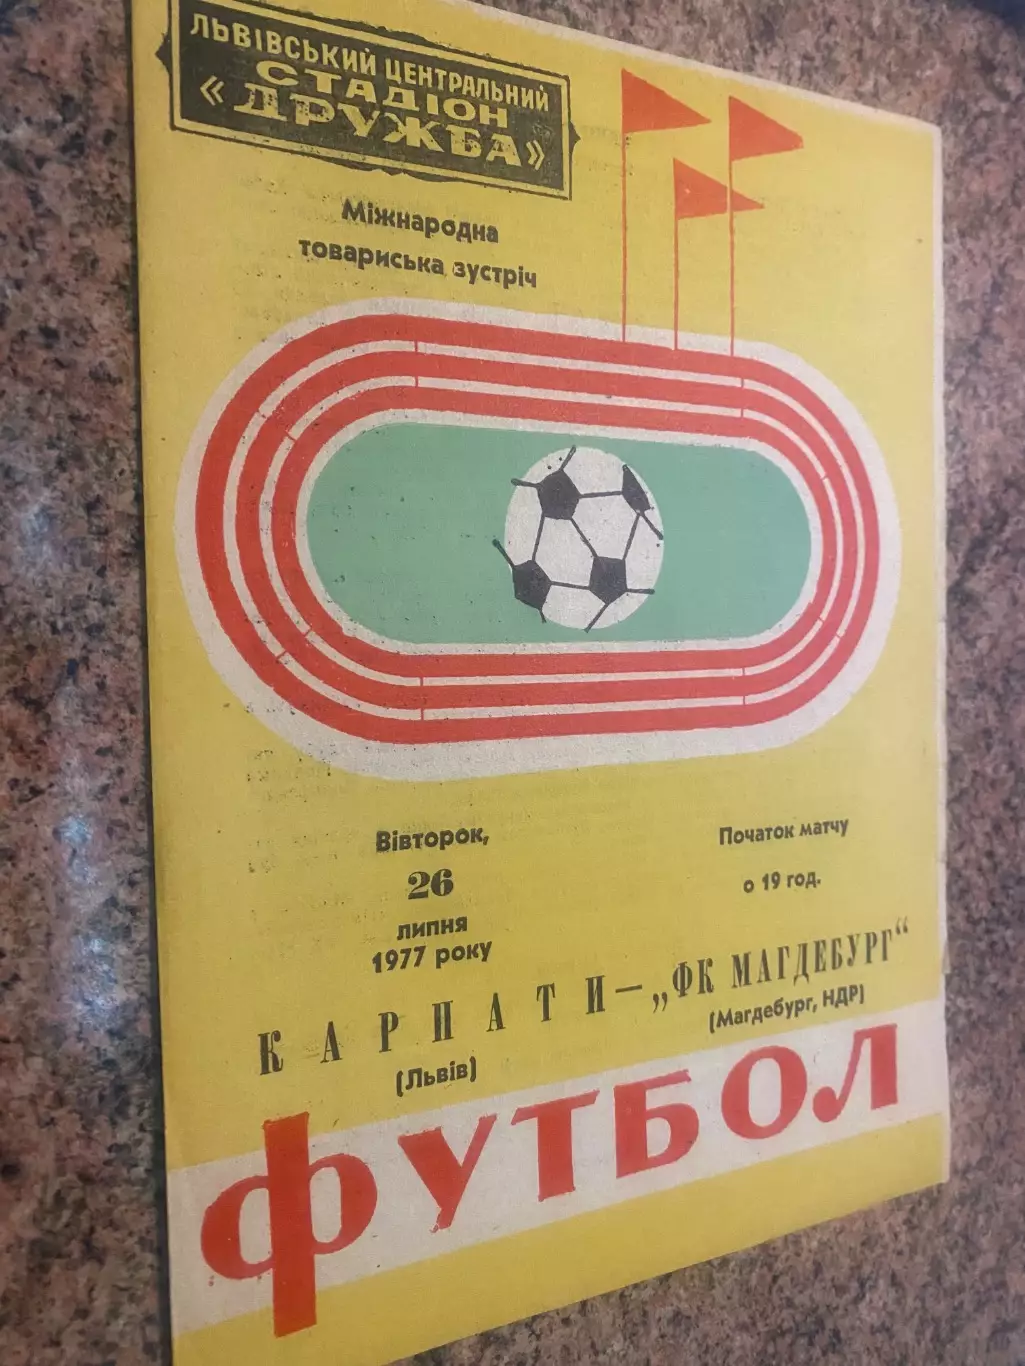 ЛЬВІВСЬКИЙ ЦЕНТРАЛЬНИЙ
СТАДІОН
«ДРУЖБА»
Міжнародна
товариська зустріч
Вівторок,
26
липня
1977 року
Початок матчу
о 19 год.
КАРПАТИ — „ФК МАГДЕБУРГ“
(Львів)
(Магдебург, НДР)
ФУТБОЛ